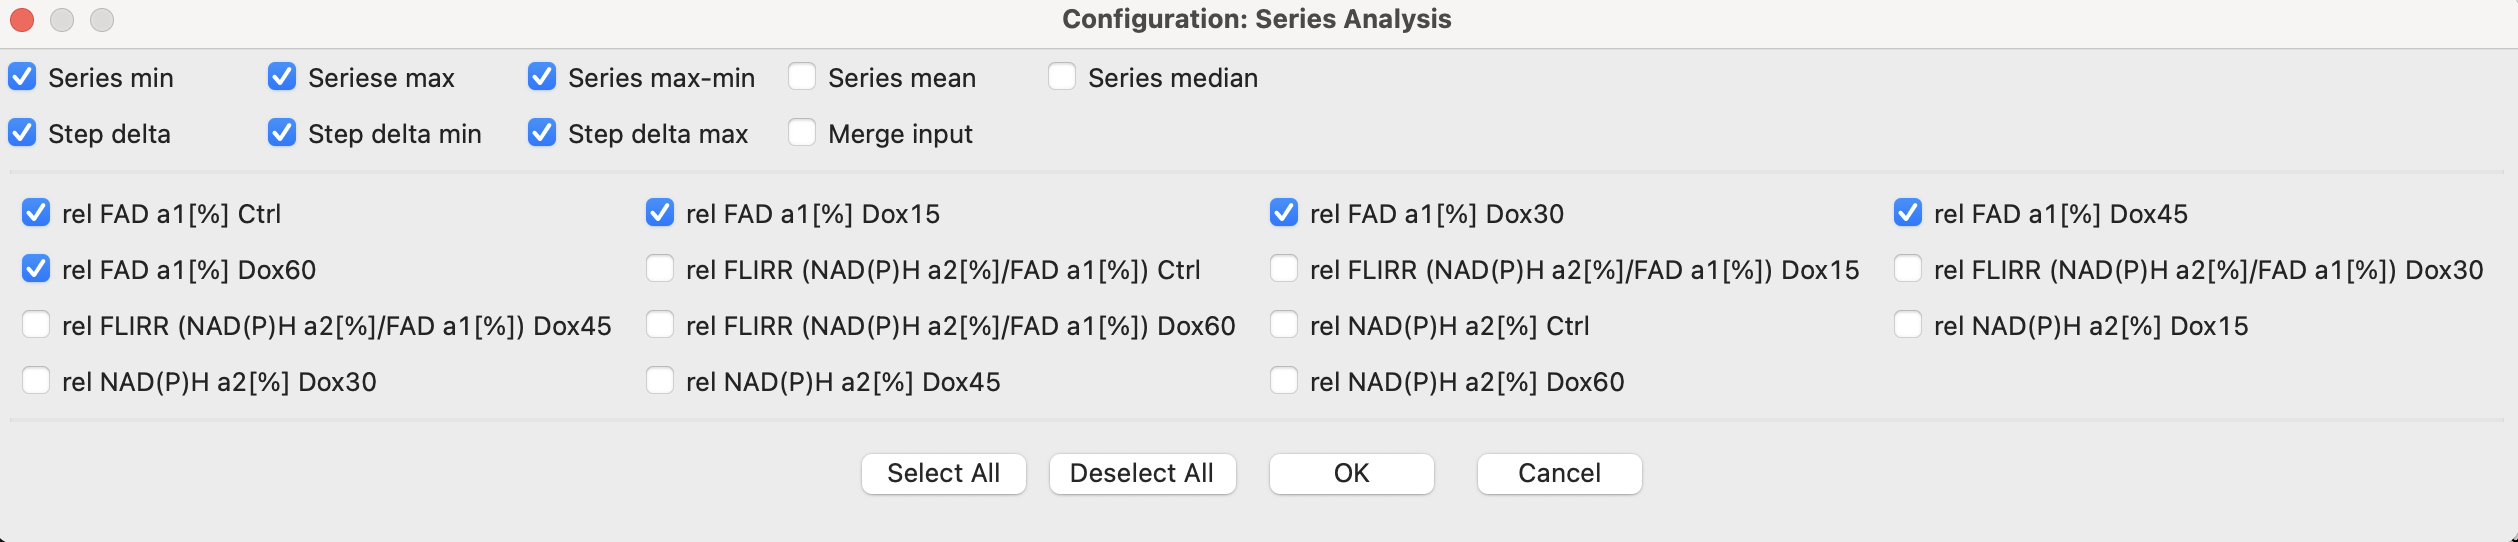 Configuration: Series Analysis
Series min Seriese max Series max-min Series mean Series median
Step delta Step delta min Step delta max Merge input
rel FAD a1[%] Ctrl rel FAD a1[%] Dox15 rel FAD a1[%] Dox30 rel FAD a1[%] Dox45
rel FAD a1[%] Dox60 rel FLIRR (NAD(P)H a2[%]/FAD a1[%]) Ctrl rel FLIRR (NAD(P)H a2[%]/FAD a1[%]) Dox15 rel FLIRR (NAD(P)H a2[%]/FAD a1[%]) Dox30
rel FLIRR (NAD(P)H a2[%]/FAD a1[%]) Dox45 rel FLIRR (NAD(P)H a2[%]/FAD a1[%]) Dox60 rel NAD(P)H a2[%] Ctrl rel NAD(P)H a2[%] Dox15
rel NAD(P)H a2[%] Dox30 rel NAD(P)H a2[%] Dox45 rel NAD(P)H a2[%] Dox60
Select All Deselect All OK Cancel